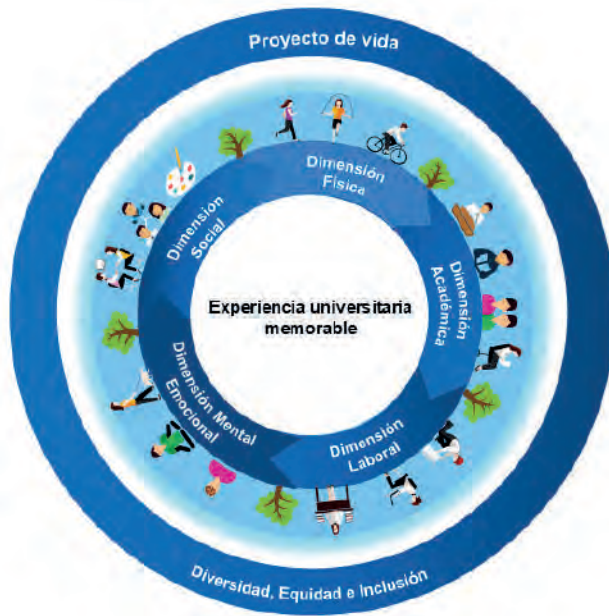 Proyecto de vida
Dimensión
Física
Dimensión
Académica
Dimensión
Laboral
Dimensión Mental
Emocional
Dimensión
Social
Experiencia universitaria
memorable
Diversidad, Equidad e Inclusión